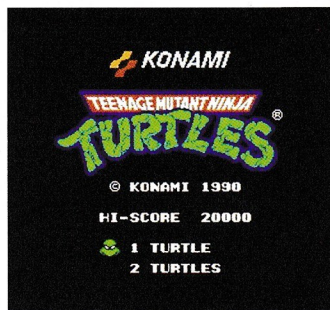 KONAMI
TEENAGE MUTANT NINJA
TURTLES®
© KONAMI 1990
HI-SCORE 20000
1 TURTLE
2 TURTLES